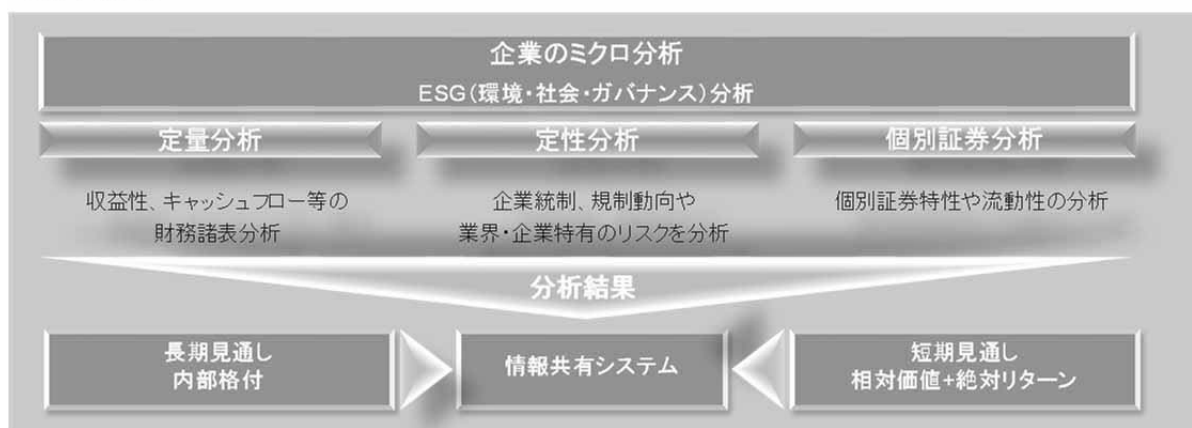 企業のミクロ分析
ESG(環境・社会・ガバナンス)分析
定量分析
収益性、キャッシュフロー等の
財務諸表分析
定性分析
企業統制、規制動向や
業界・企業特有のリスクを分析
個別証券分析
個別証券特性や流動性の分析
分析結果
長期見通し
内部格付
情報共有システム
短期見通し
相対価値+絶対リターン